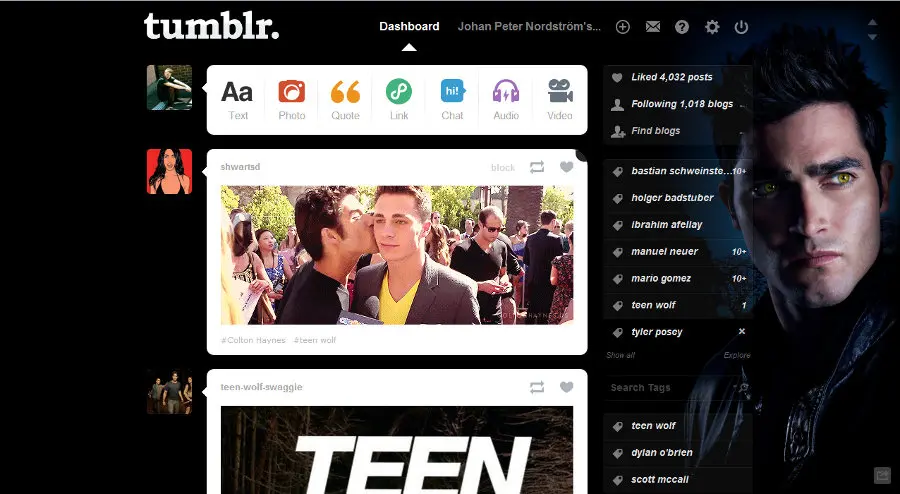 tumblr.
Dashboard
Johan Peter Nordström's...
Aa
hi!
Text
Photo
Quote
Link
Chat
Audio
Video
shwartsd
block
#Colton Haynes #teen wolf
teen-wolf-swaggie
TEEN
Liked 4,032 posts
Following 1,018 blogs
Find blogs
bastian schweinste... 10+
holger badstuber
ibrahim afellay
manuel neuer 10+
mario gomez 10+
teen wolf 1
tyler posey
Show all Explore
Search Tags
teen wolf
dylan o'brien
scott mccall